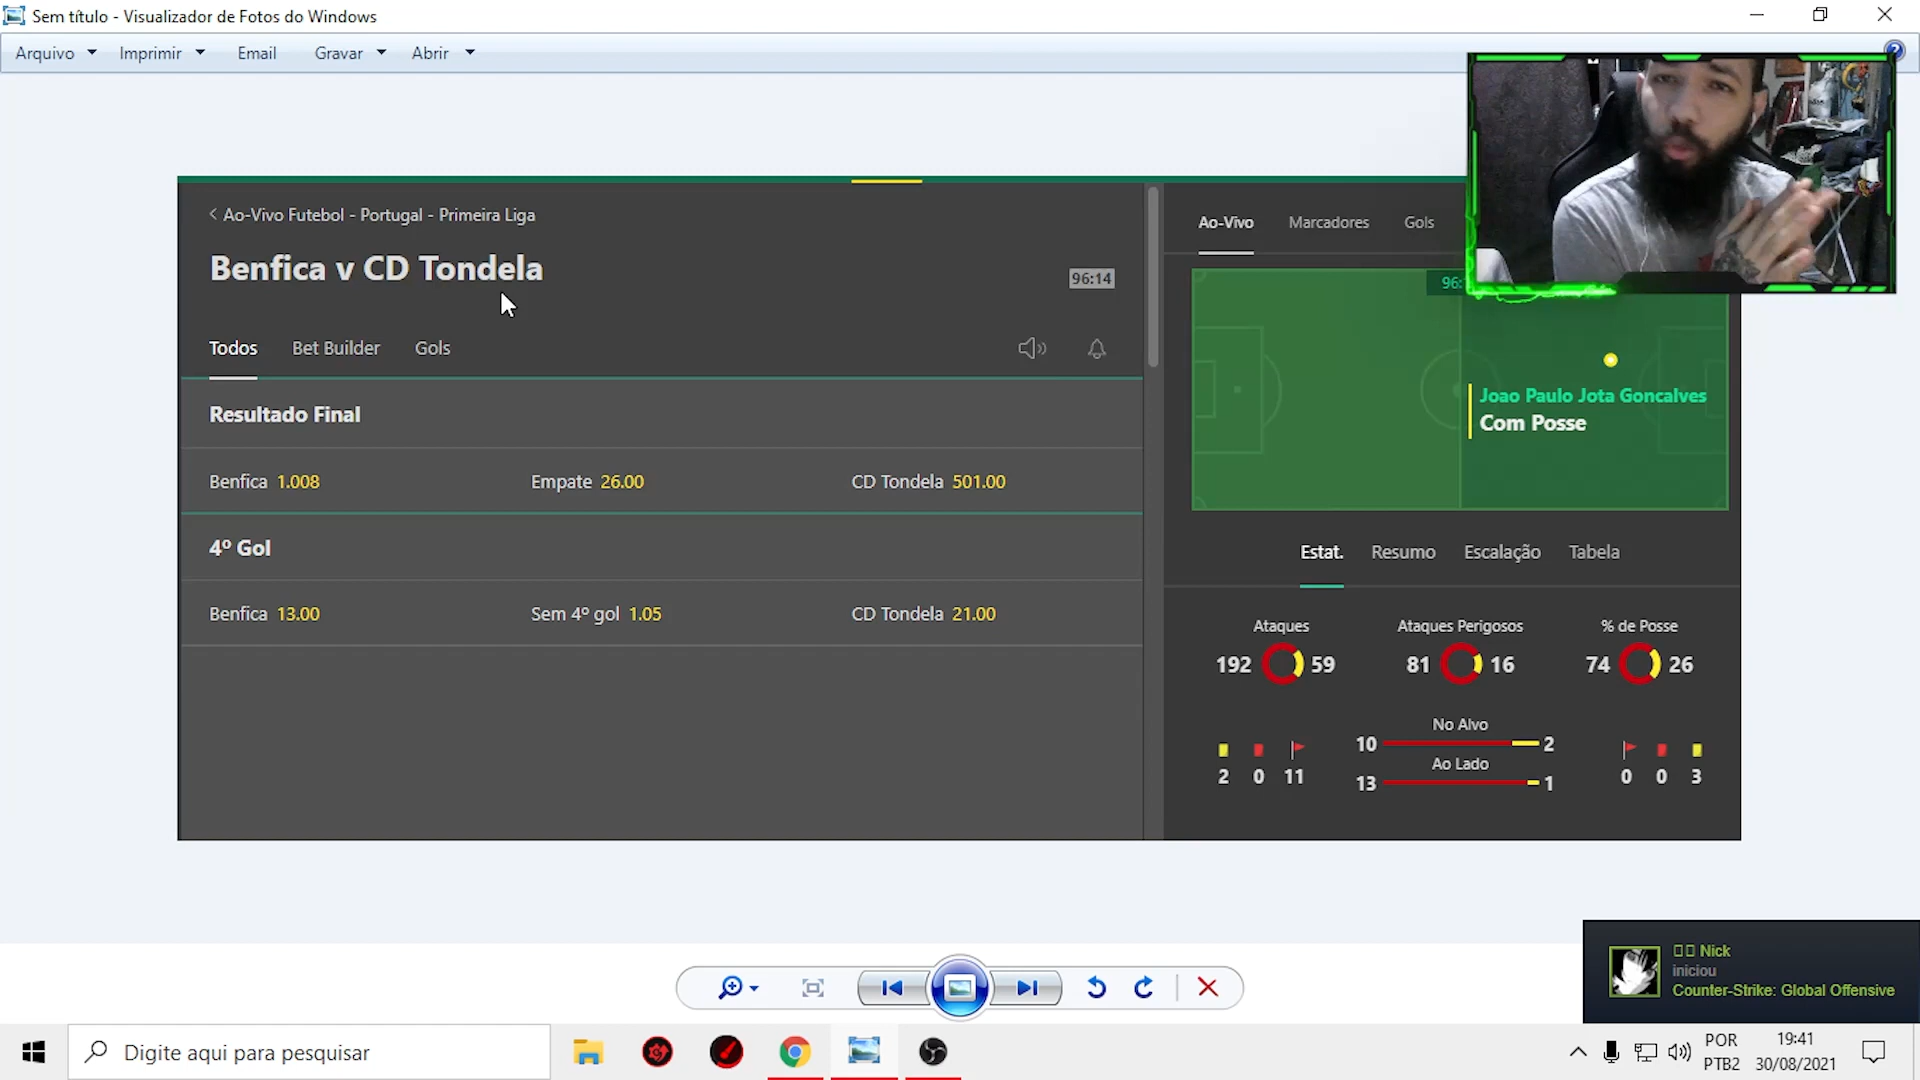 Sem título - Visualizador de Fotos do Windows
Arquivo Imprimir Email Gravar Abrir
< Ao-Vivo Futebol - Portugal - Primeira Liga
Benfica v CD Tondela
96:14
Todos Bet Builder Gols
Resultado Final
Benfica 1.008 Empate 26.00 CD Tondela 501.00
4º Gol
Benfica 13.00 Sem 4º gol 1.05 CD Tondela 21.00
Ao-Vivo Marcadores Gols
96:
Joao Paulo Jota Goncalves
Com Posse
Estat. Resumo Escalação Tabela
Ataques Ataques Perigosos % de Posse
192 59 81 16 74 26
No Alvo
10 2
Ao Lado
13 1
2 0 11
0 0 3
Nick
iniciou
Counter-Strike: Global Offensive
Digite aqui para pesquisar
POR
PTB2
19:41
30/08/2021